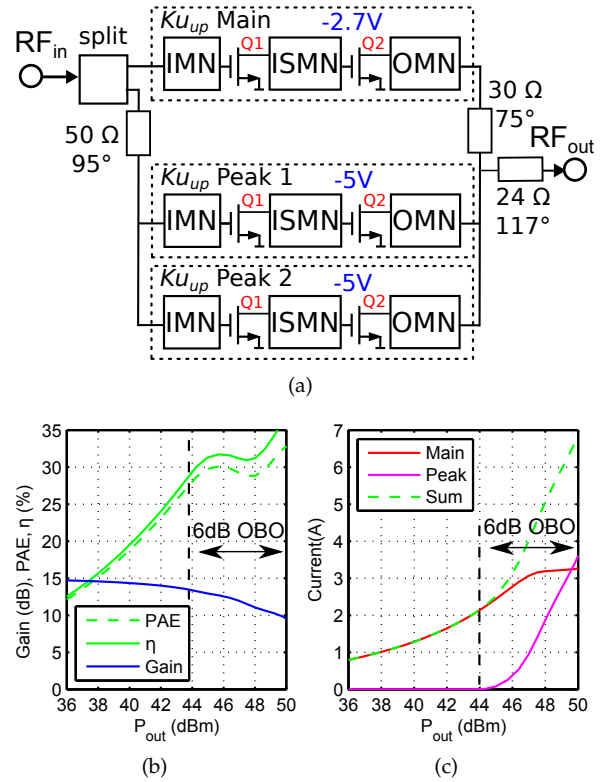 Ku_up Main
-2.7V
RF_in
split
IMN
Q1
ISMN
Q2
OMN
30 Ω
75°
RF_out
50 Ω
95°
24 Ω
117°
Ku_up Peak 1
-5V
IMN
Q1
ISMN
Q2
OMN
Ku_up Peak 2
-5V
IMN
Q1
ISMN
Q2
OMN
(a)
35
30
25
20
15
10
5
0
Gain (dB), PAE, η (%)
6dB OBO
PAE
η
Gain
36 38 40 42 44 46 48 50
P_out (dBm)
(b)
7
6
5
4
3
2
1
0
Current(A)
Main
Peak
Sum
6dB OBO
36 38 40 42 44 46 48 50
P_out (dBm)
(c)